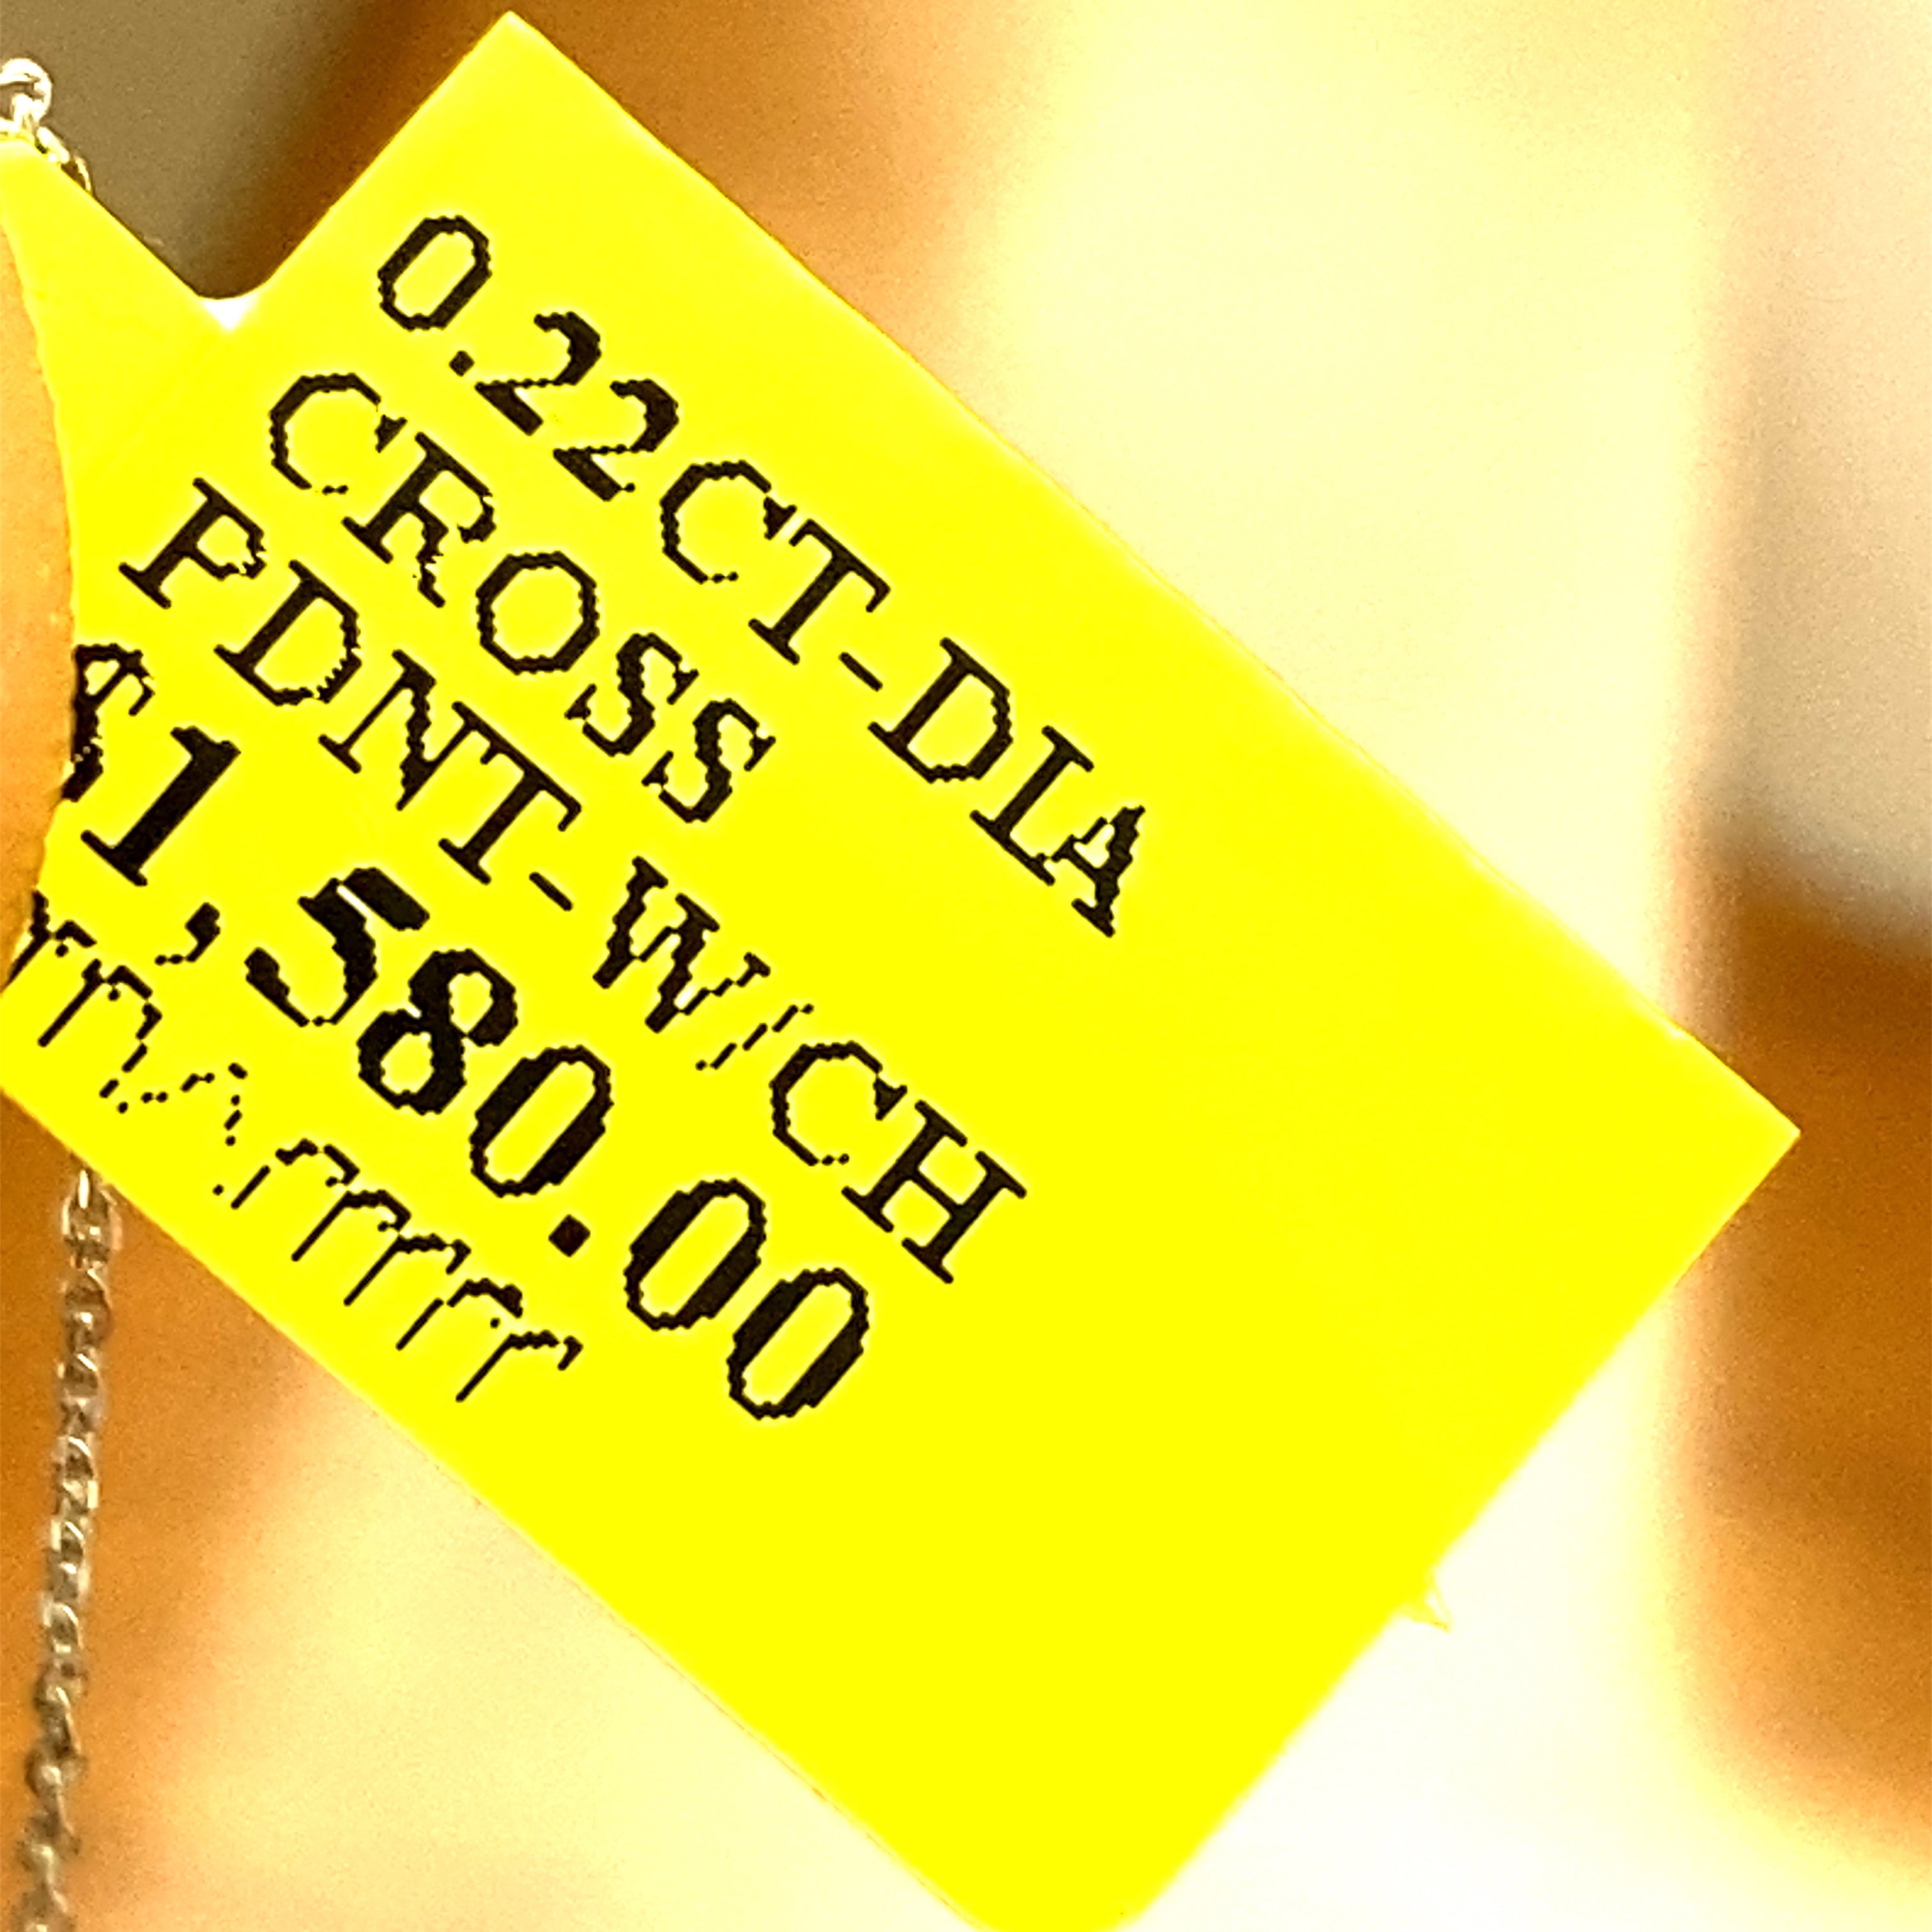 0.22CT-DIA
CROSS
PDNT-W/CH
$1,580.00